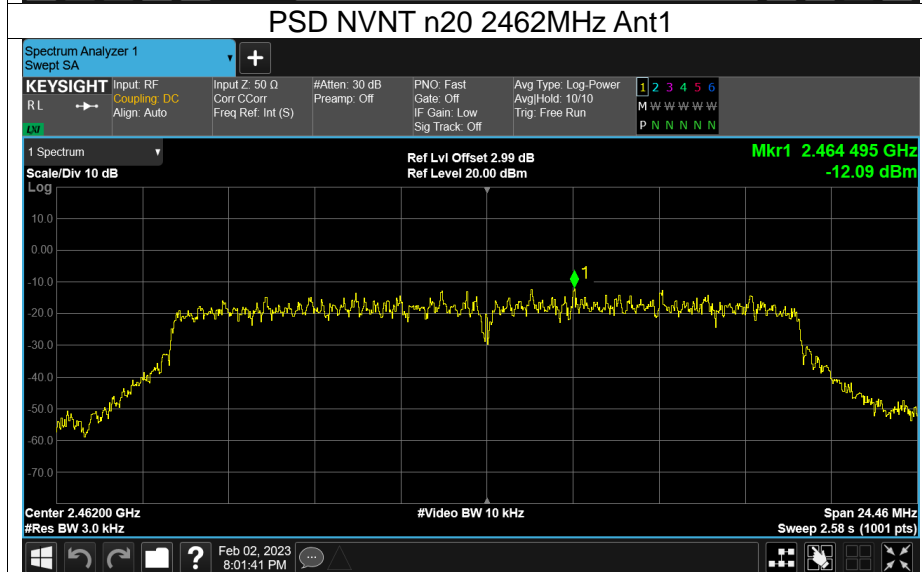 PSD NVNT n20 2462MHz Ant1
Spectrum Analyzer 1
Swept SA
+
KEYSIGHT
RL
LXI
Input: RF
Coupling: DC
Align: Auto
Input Z: 50 Ω
Corr CCorr
Freq Ref: Int (S)
#Atten: 30 dB
Preamp: Off
PNO: Fast
Gate: Off
IF Gain: Low
Sig Track: Off
Avg Type: Log-Power
Avg|Hold: 10/10
Trig: Free Run
1 2 3 4 5 6
M W W W W W
P N N N N N
1 Spectrum
Scale/Div 10 dB
Ref Lvl Offset 2.99 dB
Ref Level 20.00 dBm
Mkr1 2.464 495 GHz
-12.09 dBm
Log
10.0
0.00
-10.0
-20.0
-30.0
-40.0
-50.0
-60.0
-70.0
1
Center 2.46200 GHz
#Res BW 3.0 kHz
#Video BW 10 kHz
Span 24.46 MHz
Sweep 2.58 s (1001 pts)
?
Feb 02, 2023
8:01:41 PM